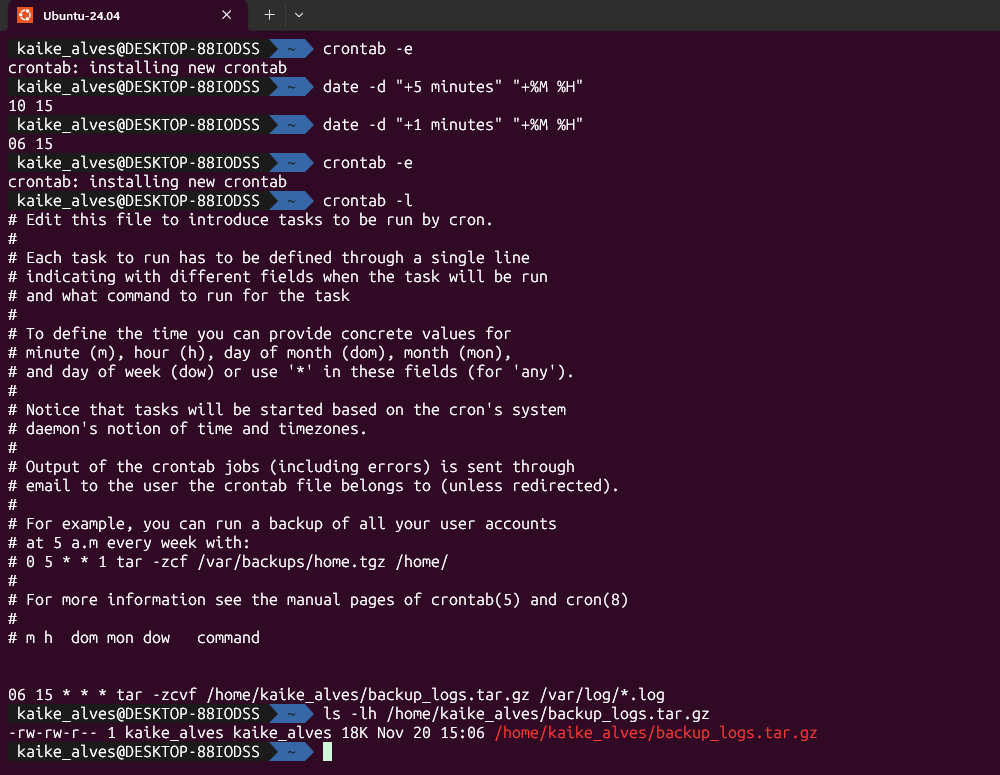 Ubuntu-24.04
kaike_alves@DESKTOP-88IODSS ~ crontab -e
crontab: installing new crontab
kaike_alves@DESKTOP-88IODSS ~ date -d "+5 minutes" "+%M %H"
10 15
kaike_alves@DESKTOP-88IODSS ~ date -d "+1 minutes" "+%M %H"
06 15
kaike_alves@DESKTOP-88IODSS ~ crontab -e
crontab: installing new crontab
kaike_alves@DESKTOP-88IODSS ~ crontab -l
# Edit this file to introduce tasks to be run by cron.
#
# Each task to run has to be defined through a single line
# indicating with different fields when the task will be run
# and what command to run for the task
#
# To define the time you can provide concrete values for
# minute (m), hour (h), day of month (dom), month (mon),
# and day of week (dow) or use '*' in these fields (for 'any').
#
# Notice that tasks will be started based on the cron's system
# daemon's notion of time and timezones.
#
# Output of the crontab jobs (including errors) is sent through
# email to the user the crontab file belongs to (unless redirected).
#
# For example, you can run a backup of all your user accounts
# at 5 a.m every week with:
# 0 5 * * 1 tar -zcf /var/backups/home.tgz /home/
#
# For more information see the manual pages of crontab(5) and cron(8)
#
# m h  dom mon dow   command
06 15 * * * tar -zcvf /home/kaike_alves/backup_logs.tar.gz /var/log/*.log
kaike_alves@DESKTOP-88IODSS ~ ls -lh /home/kaike_alves/backup_logs.tar.gz
-rw-rw-r-- 1 kaike_alves kaike_alves 18K Nov 20 15:06 /home/kaike_alves/backup_logs.tar.gz
kaike_alves@DESKTOP-88IODSS ~